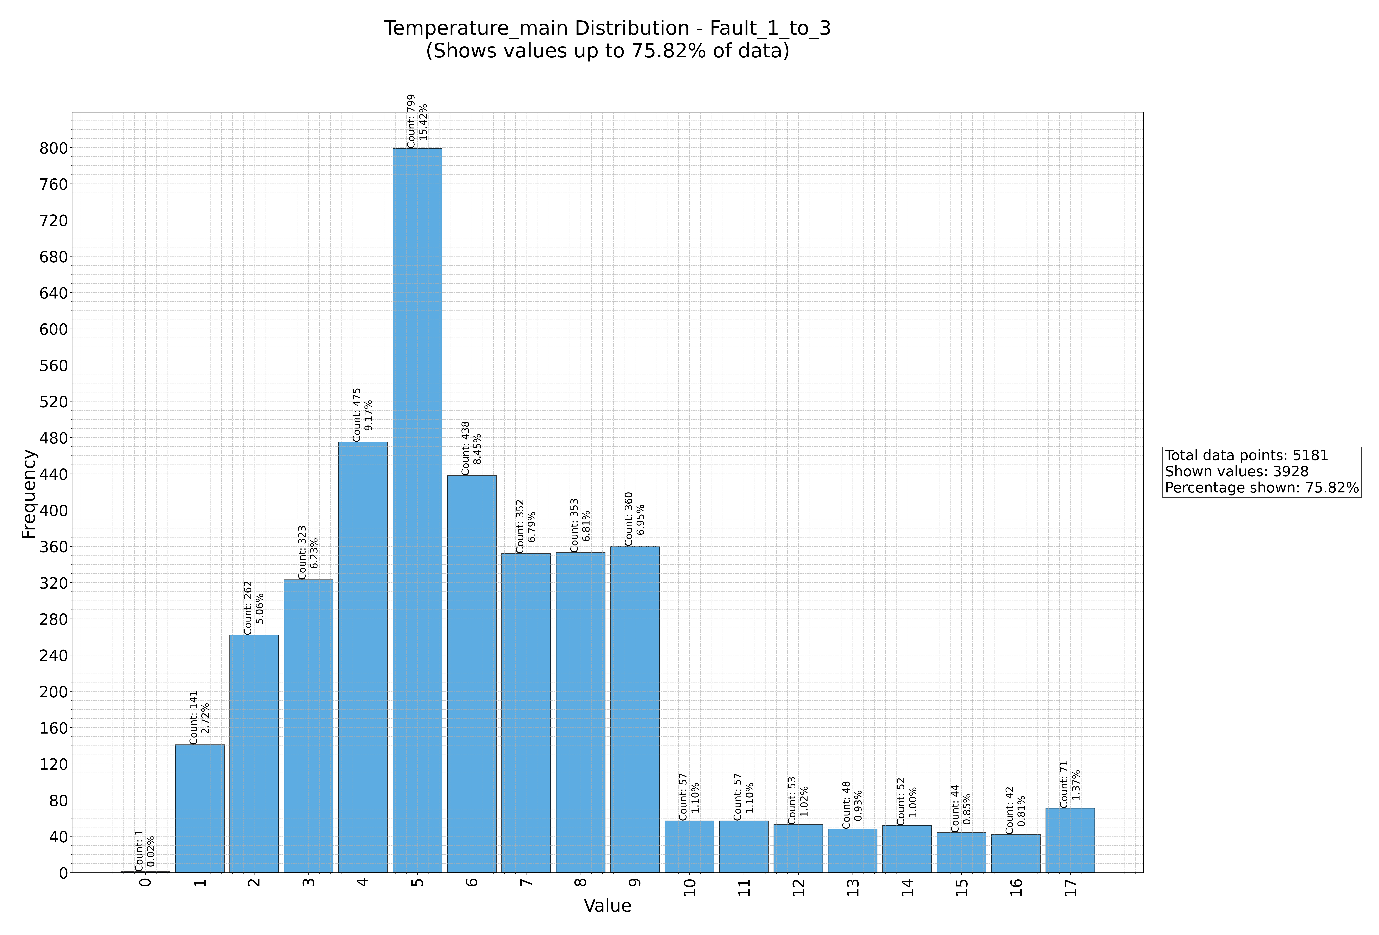 Temperature_main Distribution - Fault_1_to_3
(Shows values up to 75.82% of data)
Frequency
800
760
720
680
640
600
560
520
480
440
400
360
320
280
240
200
160
120
80
40
0
Count: 1
0.02%
Count: 141
2.72%
Count: 262
5.06%
Count: 323
6.23%
Count: 475
9.17%
Count: 799
15.42%
Count: 438
8.45%
Count: 352
6.79%
Count: 353
6.81%
Count: 360
6.95%
Count: 57
1.10%
Count: 57
1.10%
Count: 53
1.02%
Count: 48
0.93%
Count: 52
1.00%
Count: 44
0.85%
Count: 42
0.81%
Count: 71
1.37%
0
1
2
3
4
5
6
7
8
9
10
11
12
13
14
15
16
17
Value
Total data points: 5181
Shown values: 3928
Percentage shown: 75.82%